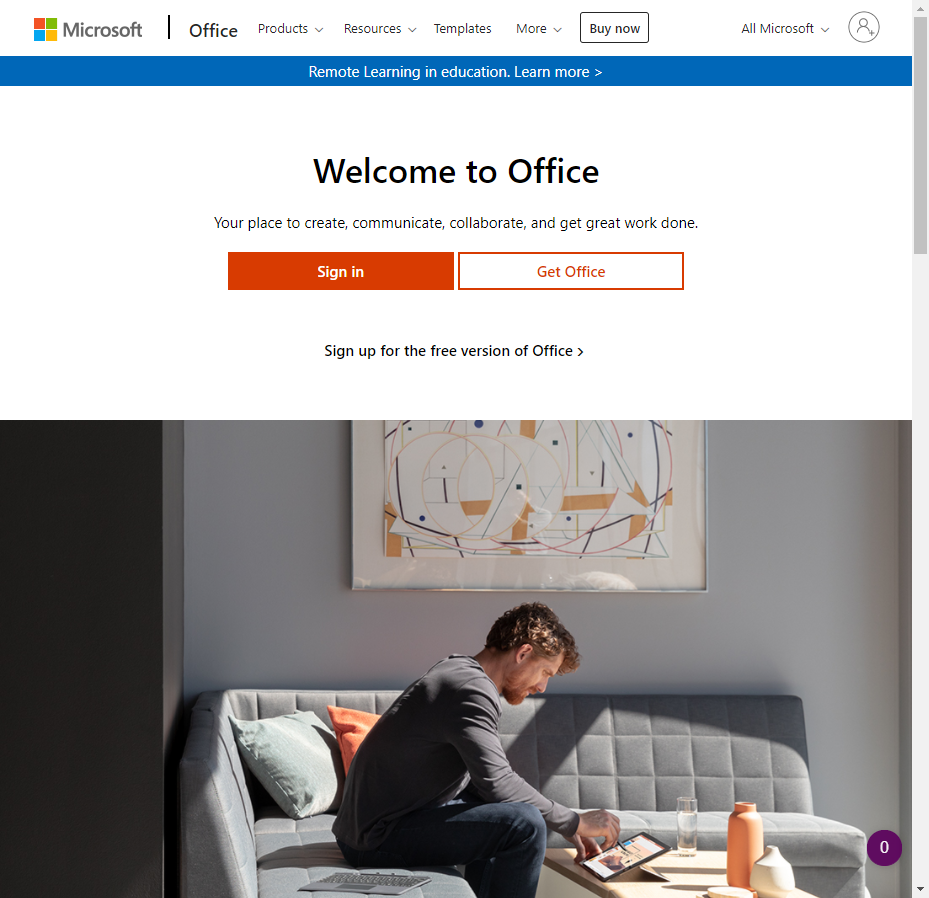 Microsoft
Office
Products
Resources
Templates
More
Buy now
All Microsoft
Remote Learning in education. Learn more >
Welcome to Office
Your place to create, communicate, collaborate, and get great work done.
Sign in
Get Office
Sign up for the free version of Office >
0